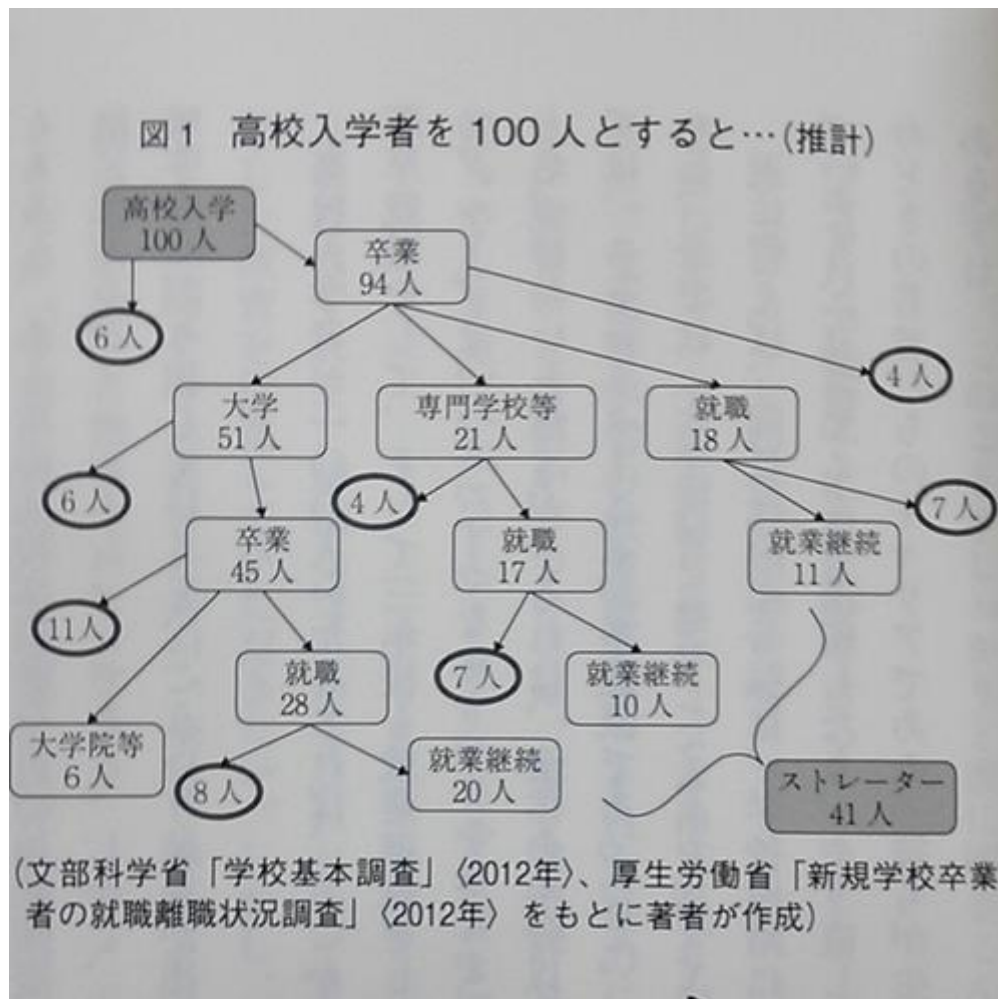 図1 高校入学者を100人とすると…(推計)
高校入学
100人
卒業
94人
6人
4人
大学
51人
専門学校等
21人
就職
18人
6人
4人
7人
卒業
45人
就職
17人
就業継続
11人
11人
就職
28人
7人
就業継続
10人
大学院等
6人
8人
就業継続
20人
ストレーター
41人
(文部科学省「学校基本調査」〈2012年〉、厚生労働省「新規学校卒業
者の就職離職状況調査」〈2012年〉をもとに著者が作成)